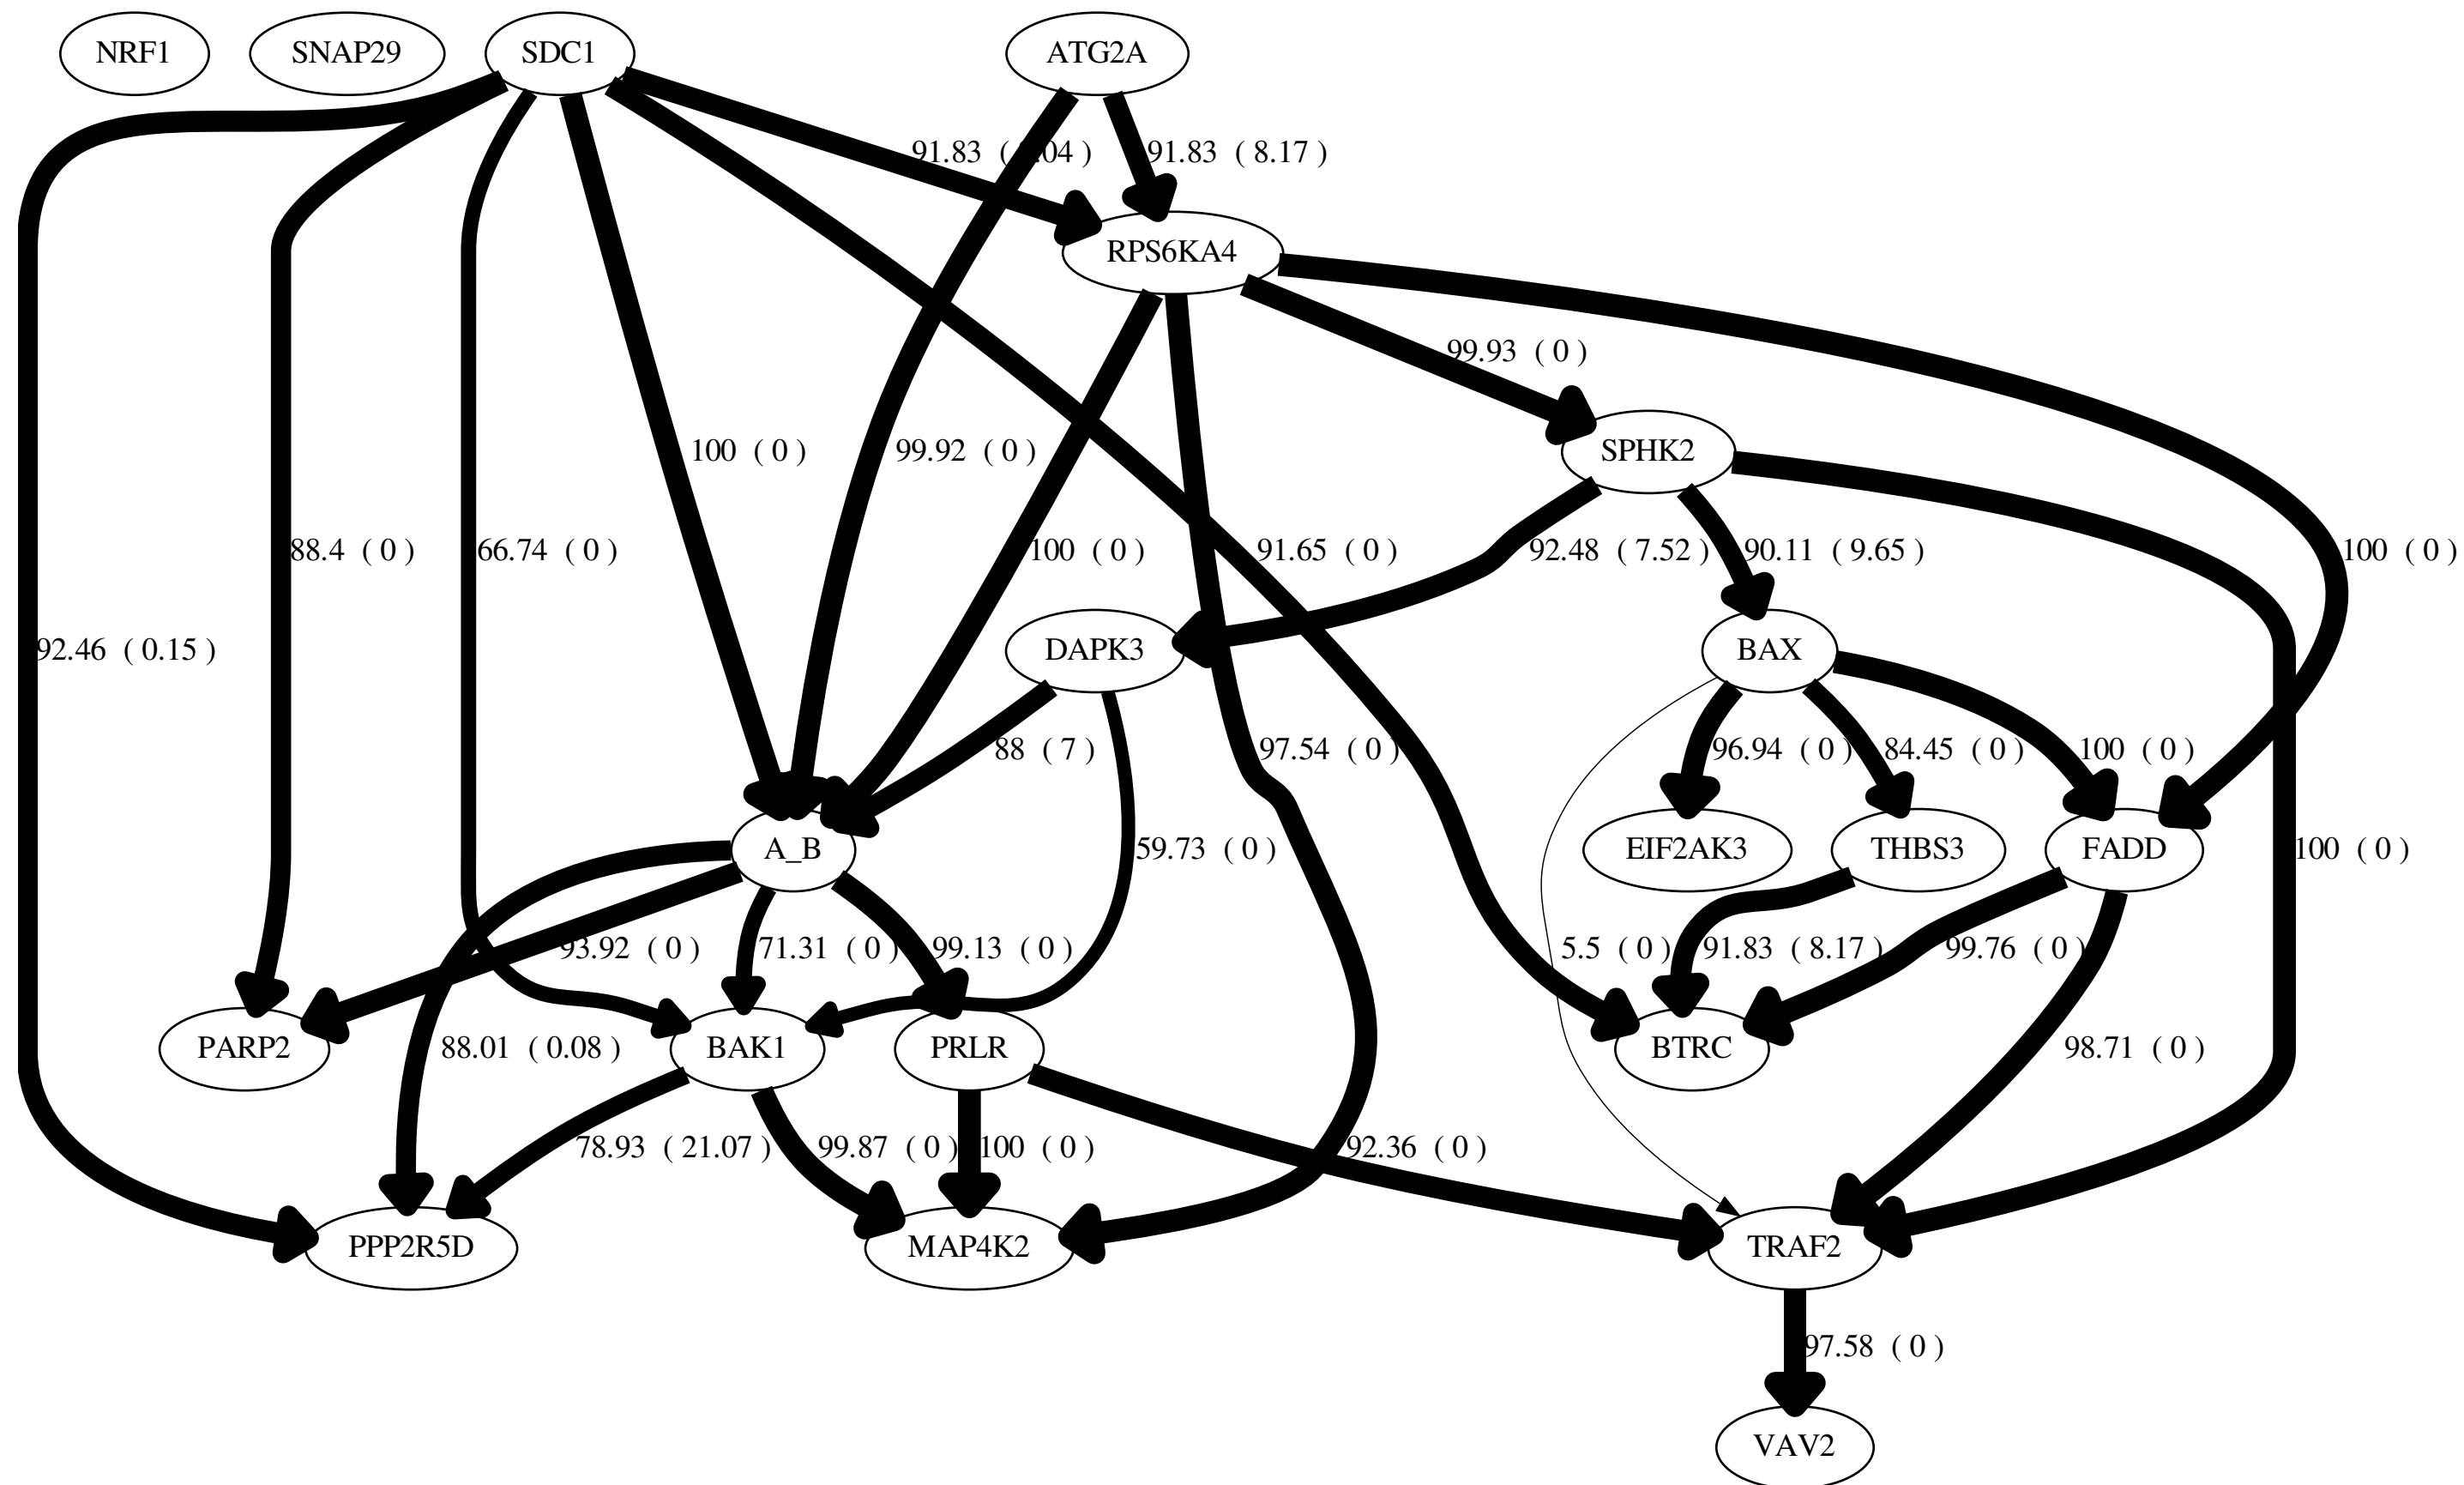 NRF1 SNAP29 SDC1 ATG2A
91.83 ( .04 ) 91.83 ( 8.17 )
RPS6KA4
99.93 ( 0 )
100 ( 0 ) 99.92 ( 0 ) SPHK2
88.4 ( 0 ) 66.74 ( 0 ) 100 ( 0 ) 91.65 ( 0 ) 92.48 ( 7.52 ) 90.11 ( 9.65 ) 100 ( 0 )
92.46 ( 0.15 ) DAPK3 BAX
88 ( 7 ) 97.54 ( 0 ) 96.94 ( 0 ) 84.45 ( 0 ) 100 ( 0 )
A_B 59.73 ( 0 ) EIF2AK3 THBS3 FADD 100 ( 0 )
93.92 ( 0 ) 71.31 ( 0 ) 99.13 ( 0 ) 5.5 ( 0 ) 91.83 ( 8.17 ) 99.76 ( 0 )
PARP2 88.01 ( 0.08 ) BAK1 PRLR BTRC 98.71 ( 0 )
78.93 ( 21.07 ) 99.87 ( 0 ) 100 ( 0 ) 92.36 ( 0 )
PPP2R5D MAP4K2 TRAF2
97.58 ( 0 )
VAV2